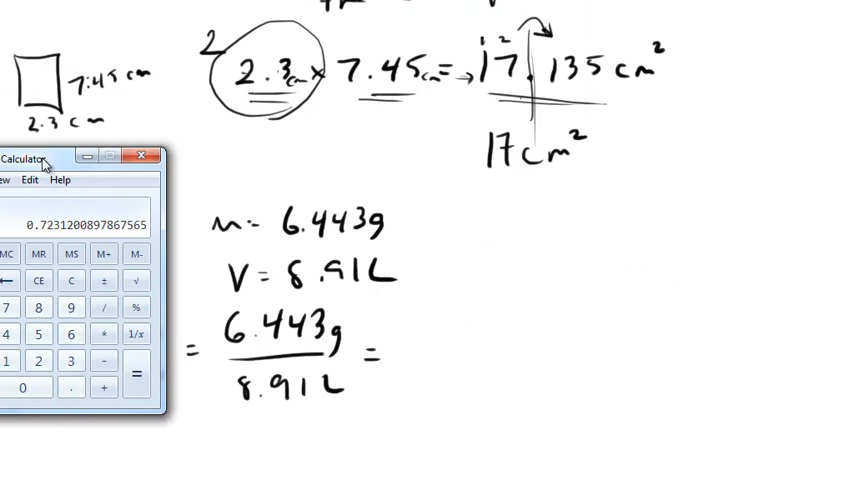 2
2.3cm × 7.45cm = → 17.135 cm²
1 2
7.45 cm
2.3 cm
17 cm²
Calculator
ew Edit Help
0.7231200897867565
MC MR MS M+ M-
← CE C ± √
7 8 9 / %
4 5 6 * 1/x
1 2 3 - =
0 . +
m = 6.443g
V = 8.91L
= 6.443g =
8.91L